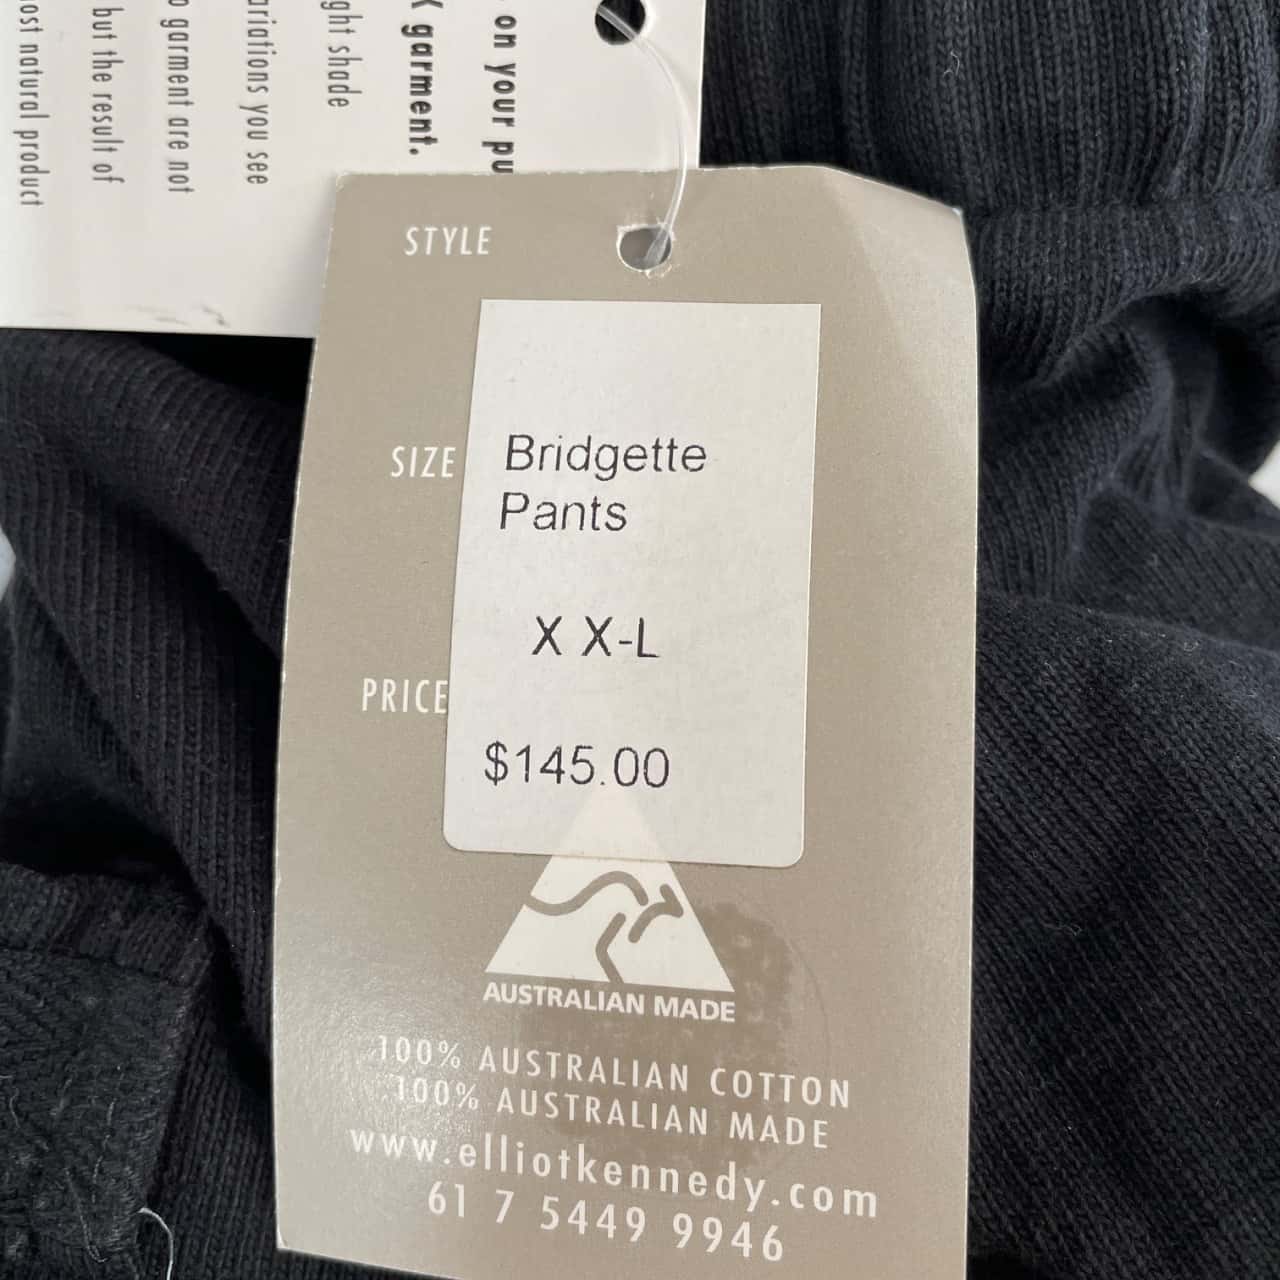 on your
garment.
ght shade
ariations you see
garment are not
but the result of
natural product
STYLE
SIZE
Bridgette
Pants
X X-L
PRICE
$145.00
AUSTRALIAN MADE
100% AUSTRALIAN COTTON
100% AUSTRALIAN MADE
www.elliotkennedy.com
61 7 5449 9946